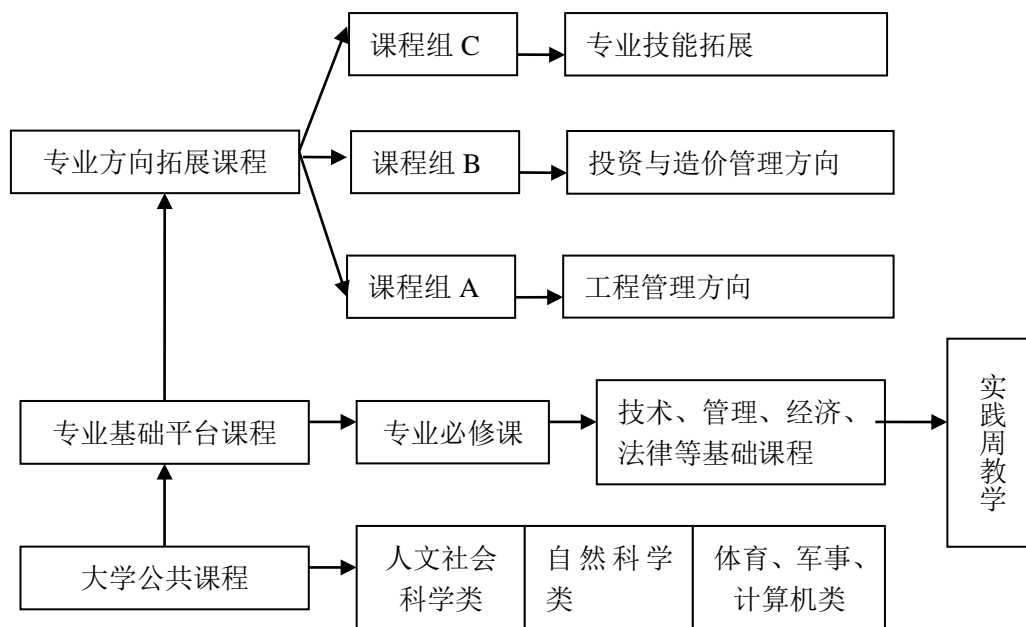 课程组 C
专业技能拓展
专业方向拓展课程
课程组 B
投资与造价管理方向
课程组 A
工程管理方向
专业基础平台课程
专业必修课
技术、管理、经济、
法律等基础课程
实践周教学
大学公共课程
人文社会
科学类
自然科学
类
体育、军事、
计算机类